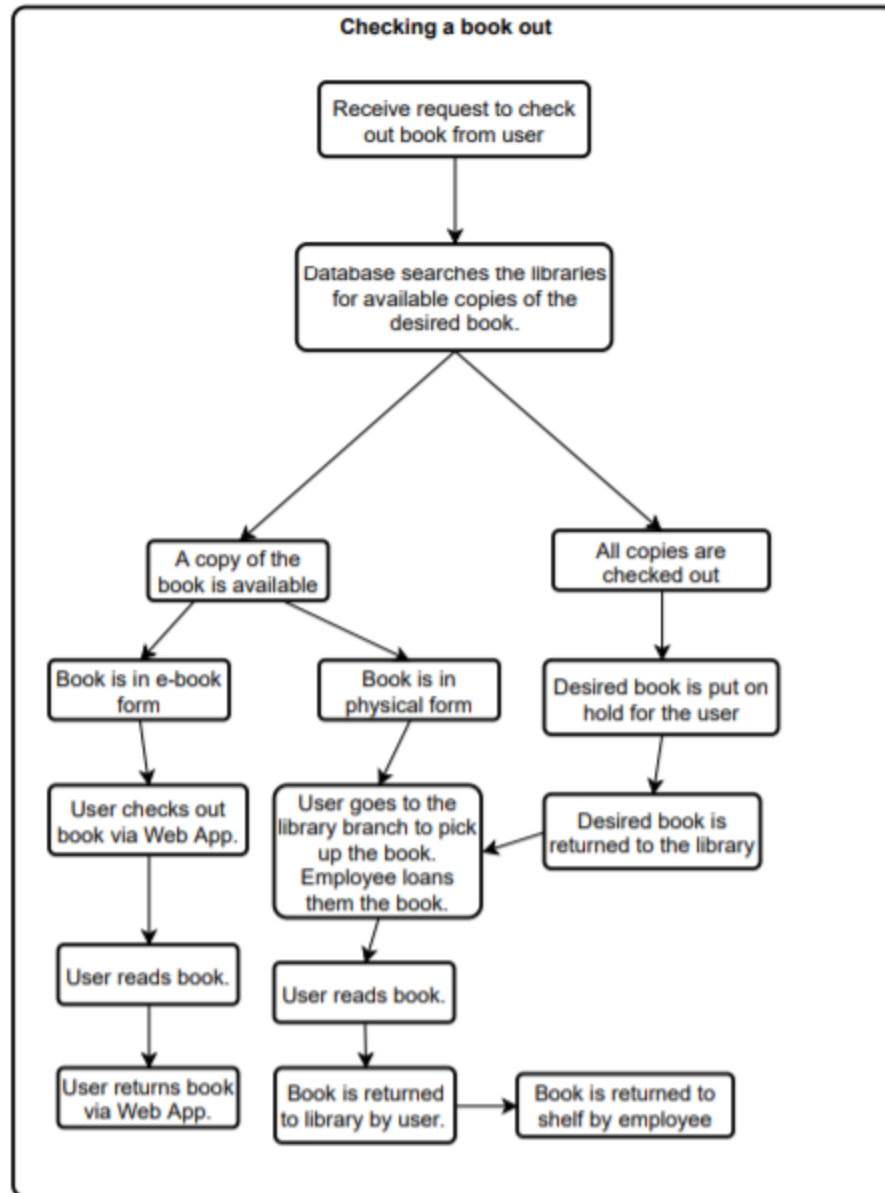 Checking a book out
Receive request to check
out book from user
Database searches the libraries
for available copies of the
desired book.
A copy of the
book is available
All copies are
checked out
Book is in e-book
form
Book is in
physical form
Desired book is put on
hold for the user
User checks out
book via Web App.
User goes to the
library branch to pick
up the book.
Employee loans
them the book.
Desired book is
returned to the library
User reads book.
User reads book.
User returns book
via Web App.
Book is returned
to library by user.
Book is returned to
shelf by employee